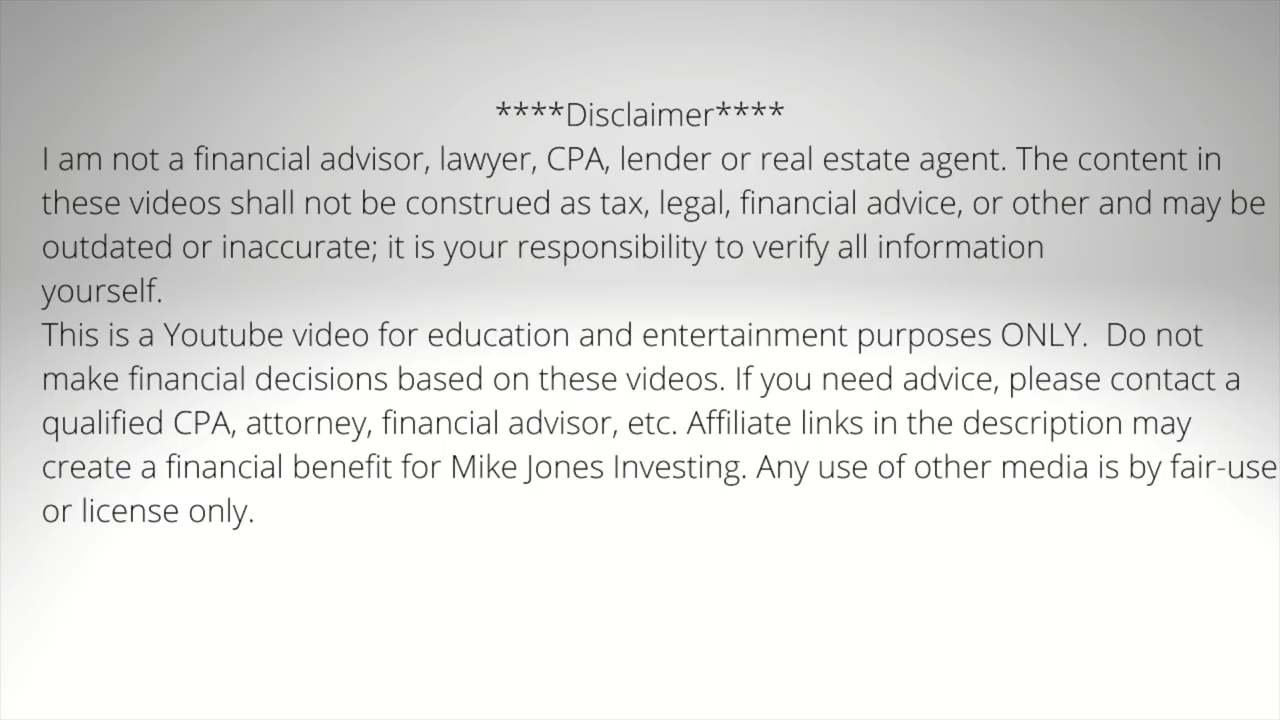 ****Disclaimer****
I am not a financial advisor, lawyer, CPA, lender or real estate agent. The content in
these videos shall not be construed as tax, legal, financial advice, or other and may be
outdated or inaccurate; it is your responsibility to verify all information
yourself.
This is a Youtube video for education and entertainment purposes ONLY.  Do not
make financial decisions based on these videos. If you need advice, please contact a
qualified CPA, attorney, financial advisor, etc. Affiliate links in the description may
create a financial benefit for Mike Jones Investing. Any use of other media is by fair-use
or license only.